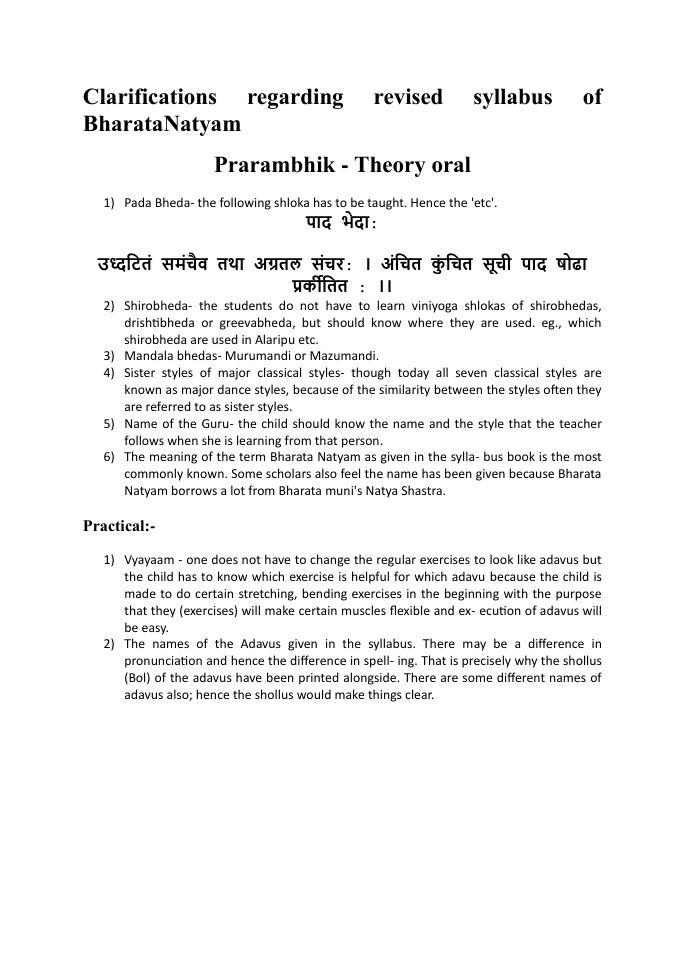 Clarifications regarding revised syllabus of
BharataNatyam
Prarambhik - Theory oral
1) Pada Bheda- the following shloka has to be taught. Hence the 'etc'.
पाद भेदा:
उध्दटितं समंचैव तथा अग्रतल संचर: । अंचित कुंचित सूची पाद षोढा
प्रर्कीतित : ।।
2) Shirobheda- the students do not have to learn viniyoga shlokas of shirobhedas,
drishtibheda or greevabheda, but should know where they are used. eg., which
shirobheda are used in Alaripu etc.
3) Mandala bhedas- Murumandi or Mazumandi.
4) Sister styles of major classical styles- though today all seven classical styles are
known as major dance styles, because of the similarity between the styles often they
are referred to as sister styles.
5) Name of the Guru- the child should know the name and the style that the teacher
follows when she is learning from that person.
6) The meaning of the term Bharata Natyam as given in the sylla- bus book is the most
commonly known. Some scholars also feel the name has been given because Bharata
Natyam borrows a lot from Bharata muni's Natya Shastra.
Practical:-
1) Vyayaam - one does not have to change the regular exercises to look like adavus but
the child has to know which exercise is helpful for which adavu because the child is
made to do certain stretching, bending exercises in the beginning with the purpose
that they (exercises) will make certain muscles flexible and ex- ecution of adavus will
be easy.
2) The names of the Adavus given in the syllabus. There may be a difference in
pronunciation and hence the difference in spell- ing. That is precisely why the shollus
(Bol) of the adavus have been printed alongside. There are some different names of
adavus also; hence the shollus would make things clear.